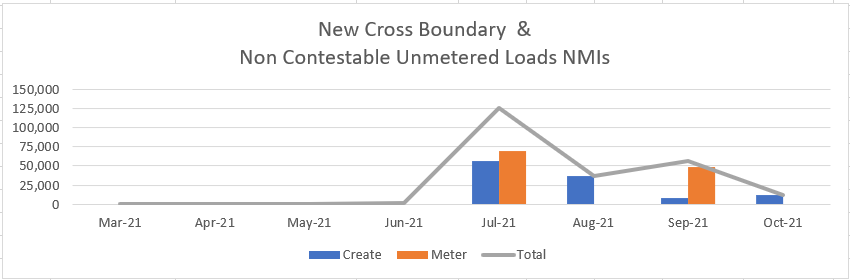 New Cross Boundary &
Non Contestable Unmetered Loads NMIs
150,000
125,000
100,000
75,000
50,000
25,000
0
Mar-21 Apr-21 May-21 Jun-21 Jul-21 Aug-21 Sep-21 Oct-21
Create Meter Total